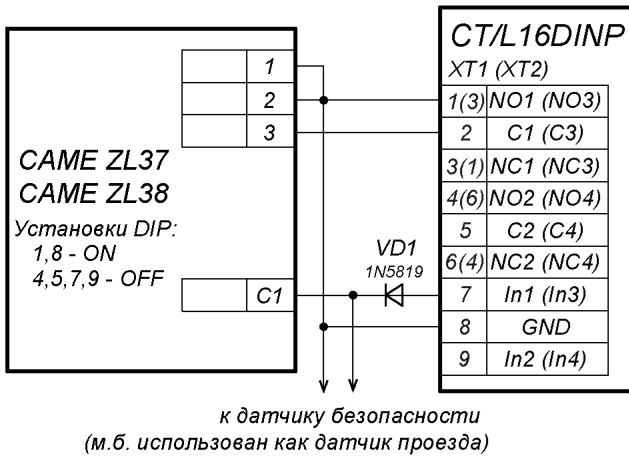 CT/L16DINP
XT1 (XT2)
1
2
3
CAME ZL37
CAME ZL38
Установки DIP:
1,8 - ON
4,5,7,9 - OFF
C1
VD1
1N5819
1(3) NO1 (NO3)
2 C1 (C3)
3(1) NC1 (NC3)
4(6) NO2 (NO4)
5 C2 (C4)
6(4) NC2 (NC4)
7 In1 (In3)
8 GND
9 In2 (In4)
к датчику безопасности
(м.б. использован как датчик проезда)